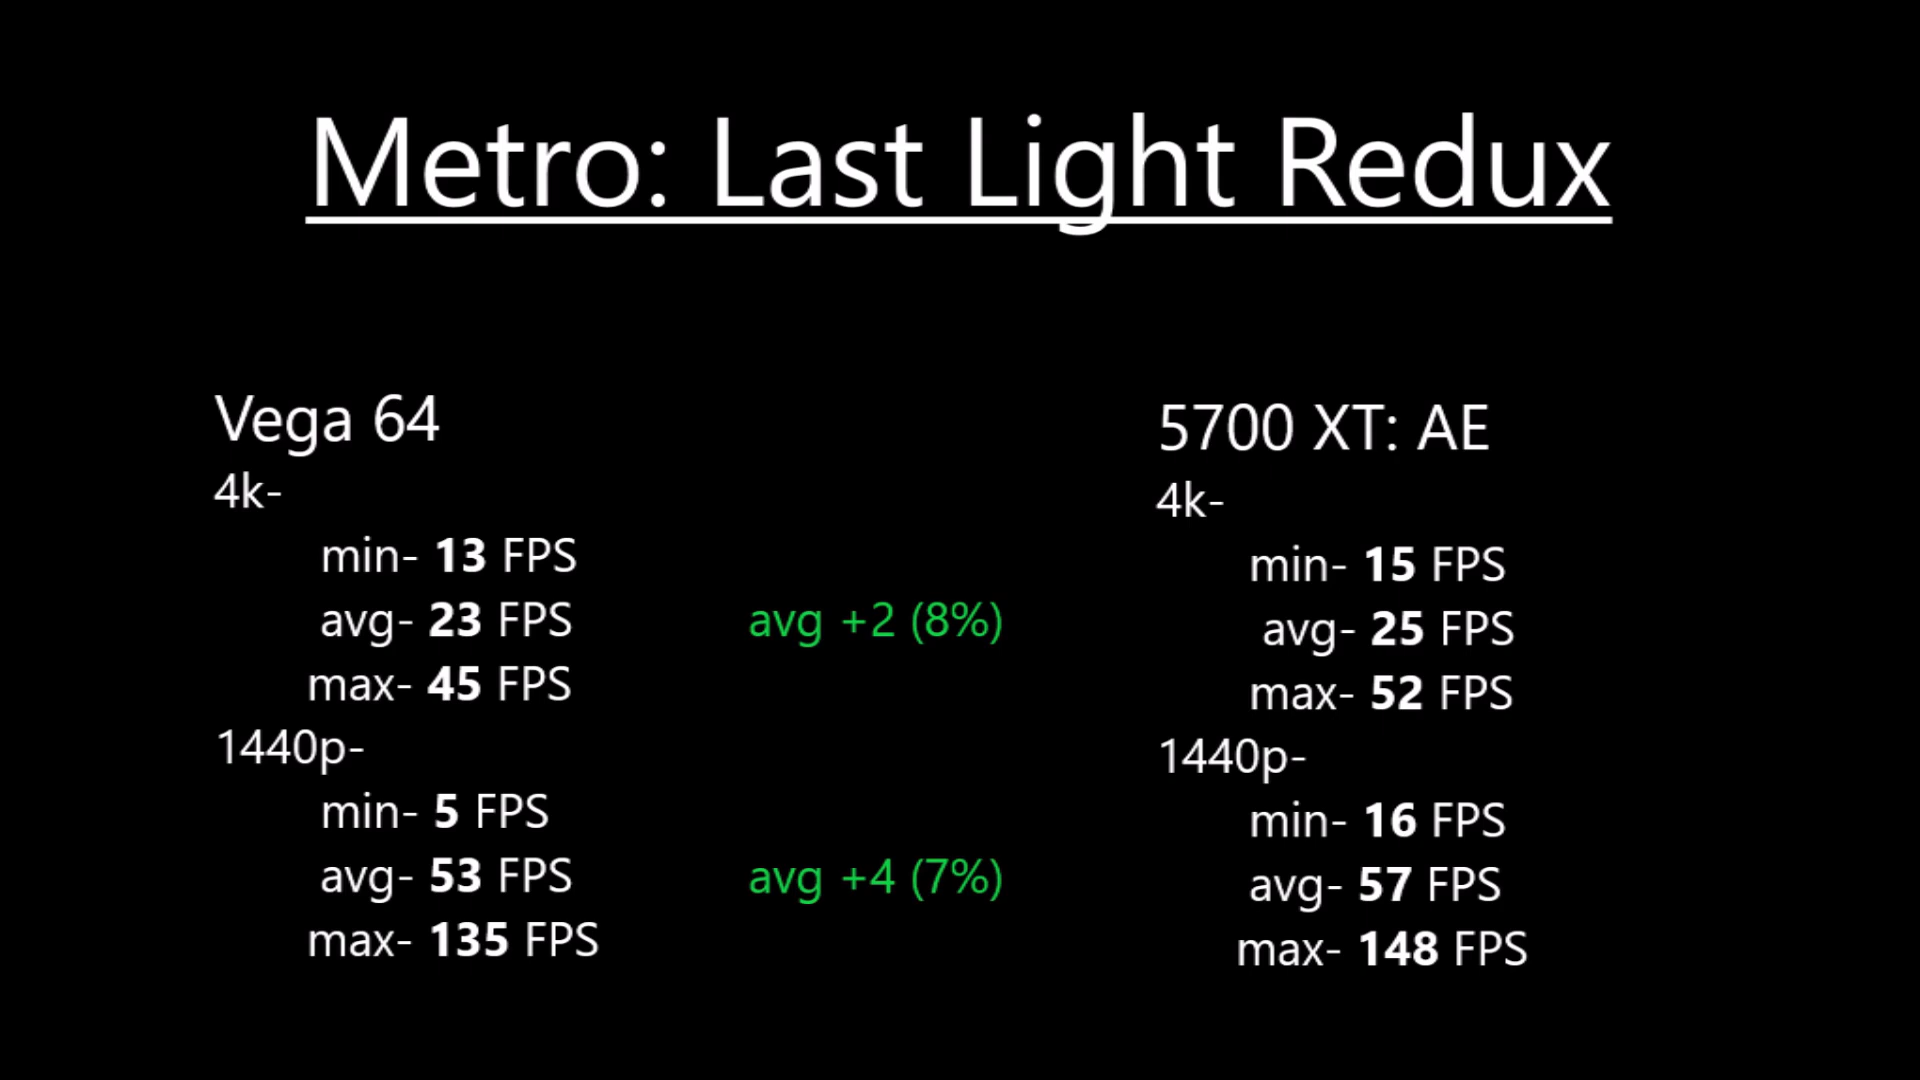 Metro: Last Light Redux
Vega 64
4k-
min- 13 FPS
avg- 23 FPS
max- 45 FPS
1440p-
min- 5 FPS
avg- 53 FPS
max- 135 FPS
avg +2 (8%)
avg +4 (7%)
5700 XT: AE
4k-
min- 15 FPS
avg- 25 FPS
max- 52 FPS
1440p-
min- 16 FPS
avg- 57 FPS
max- 148 FPS